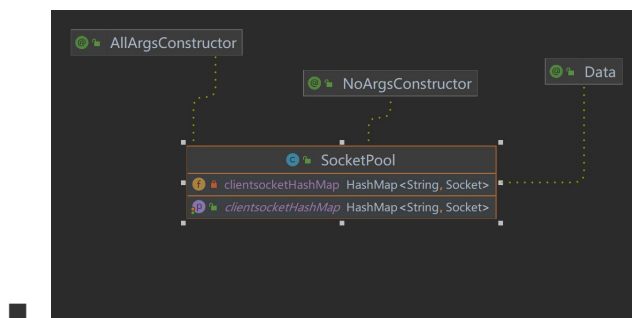 AllArgsConstructor
NoArgsConstructor
Data
SocketPool
clientsocketHashMap HashMap<String, Socket>
clientsocketHashMap HashMap<String, Socket>